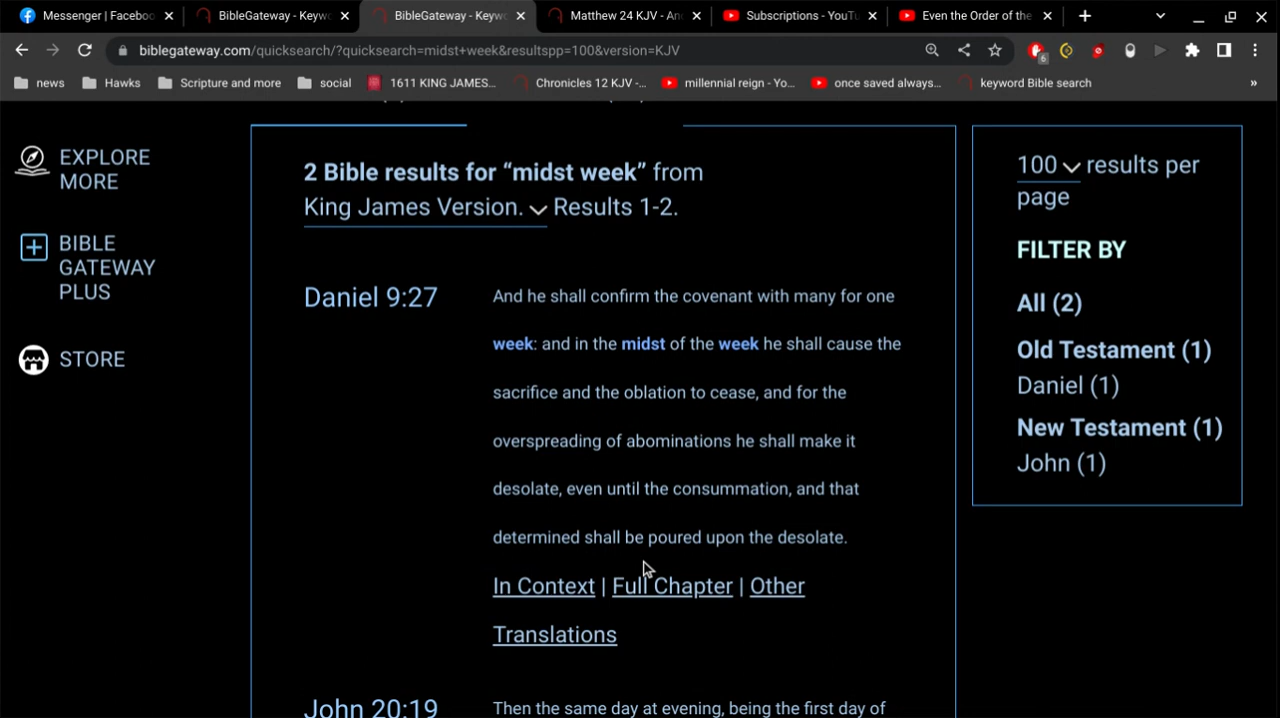 Messenger | Faceboo
BibleGateway - Keyw
BibleGateway - Keyw
Matthew 24 KJV - An
Subscriptions - YouTu
Even the Order of the
biblegateway.com/quicksearch/?quicksearch=midst+week&resultspp=100&version=KJV
6
news
Hawks
Scripture and more
social
1611 KING JAMES...
Chronicles 12 KJV -...
millennial reign - Yo...
once saved always...
keyword Bible search
»
EXPLORE
MORE
BIBLE
GATEWAY
PLUS
STORE
2 Bible results for “midst week” from
King James Version. Results 1-2.
Daniel 9:27
And he shall confirm the covenant with many for one
week: and in the midst of the week he shall cause the
sacrifice and the oblation to cease, and for the
overspreading of abominations he shall make it
desolate, even until the consummation, and that
determined shall be poured upon the desolate.
In Context | Full Chapter | Other
Translations
John 20:19
Then the same day at evening, being the first day of
100 results per
page
FILTER BY
All (2)
Old Testament (1)
Daniel (1)
New Testament (1)
John (1)